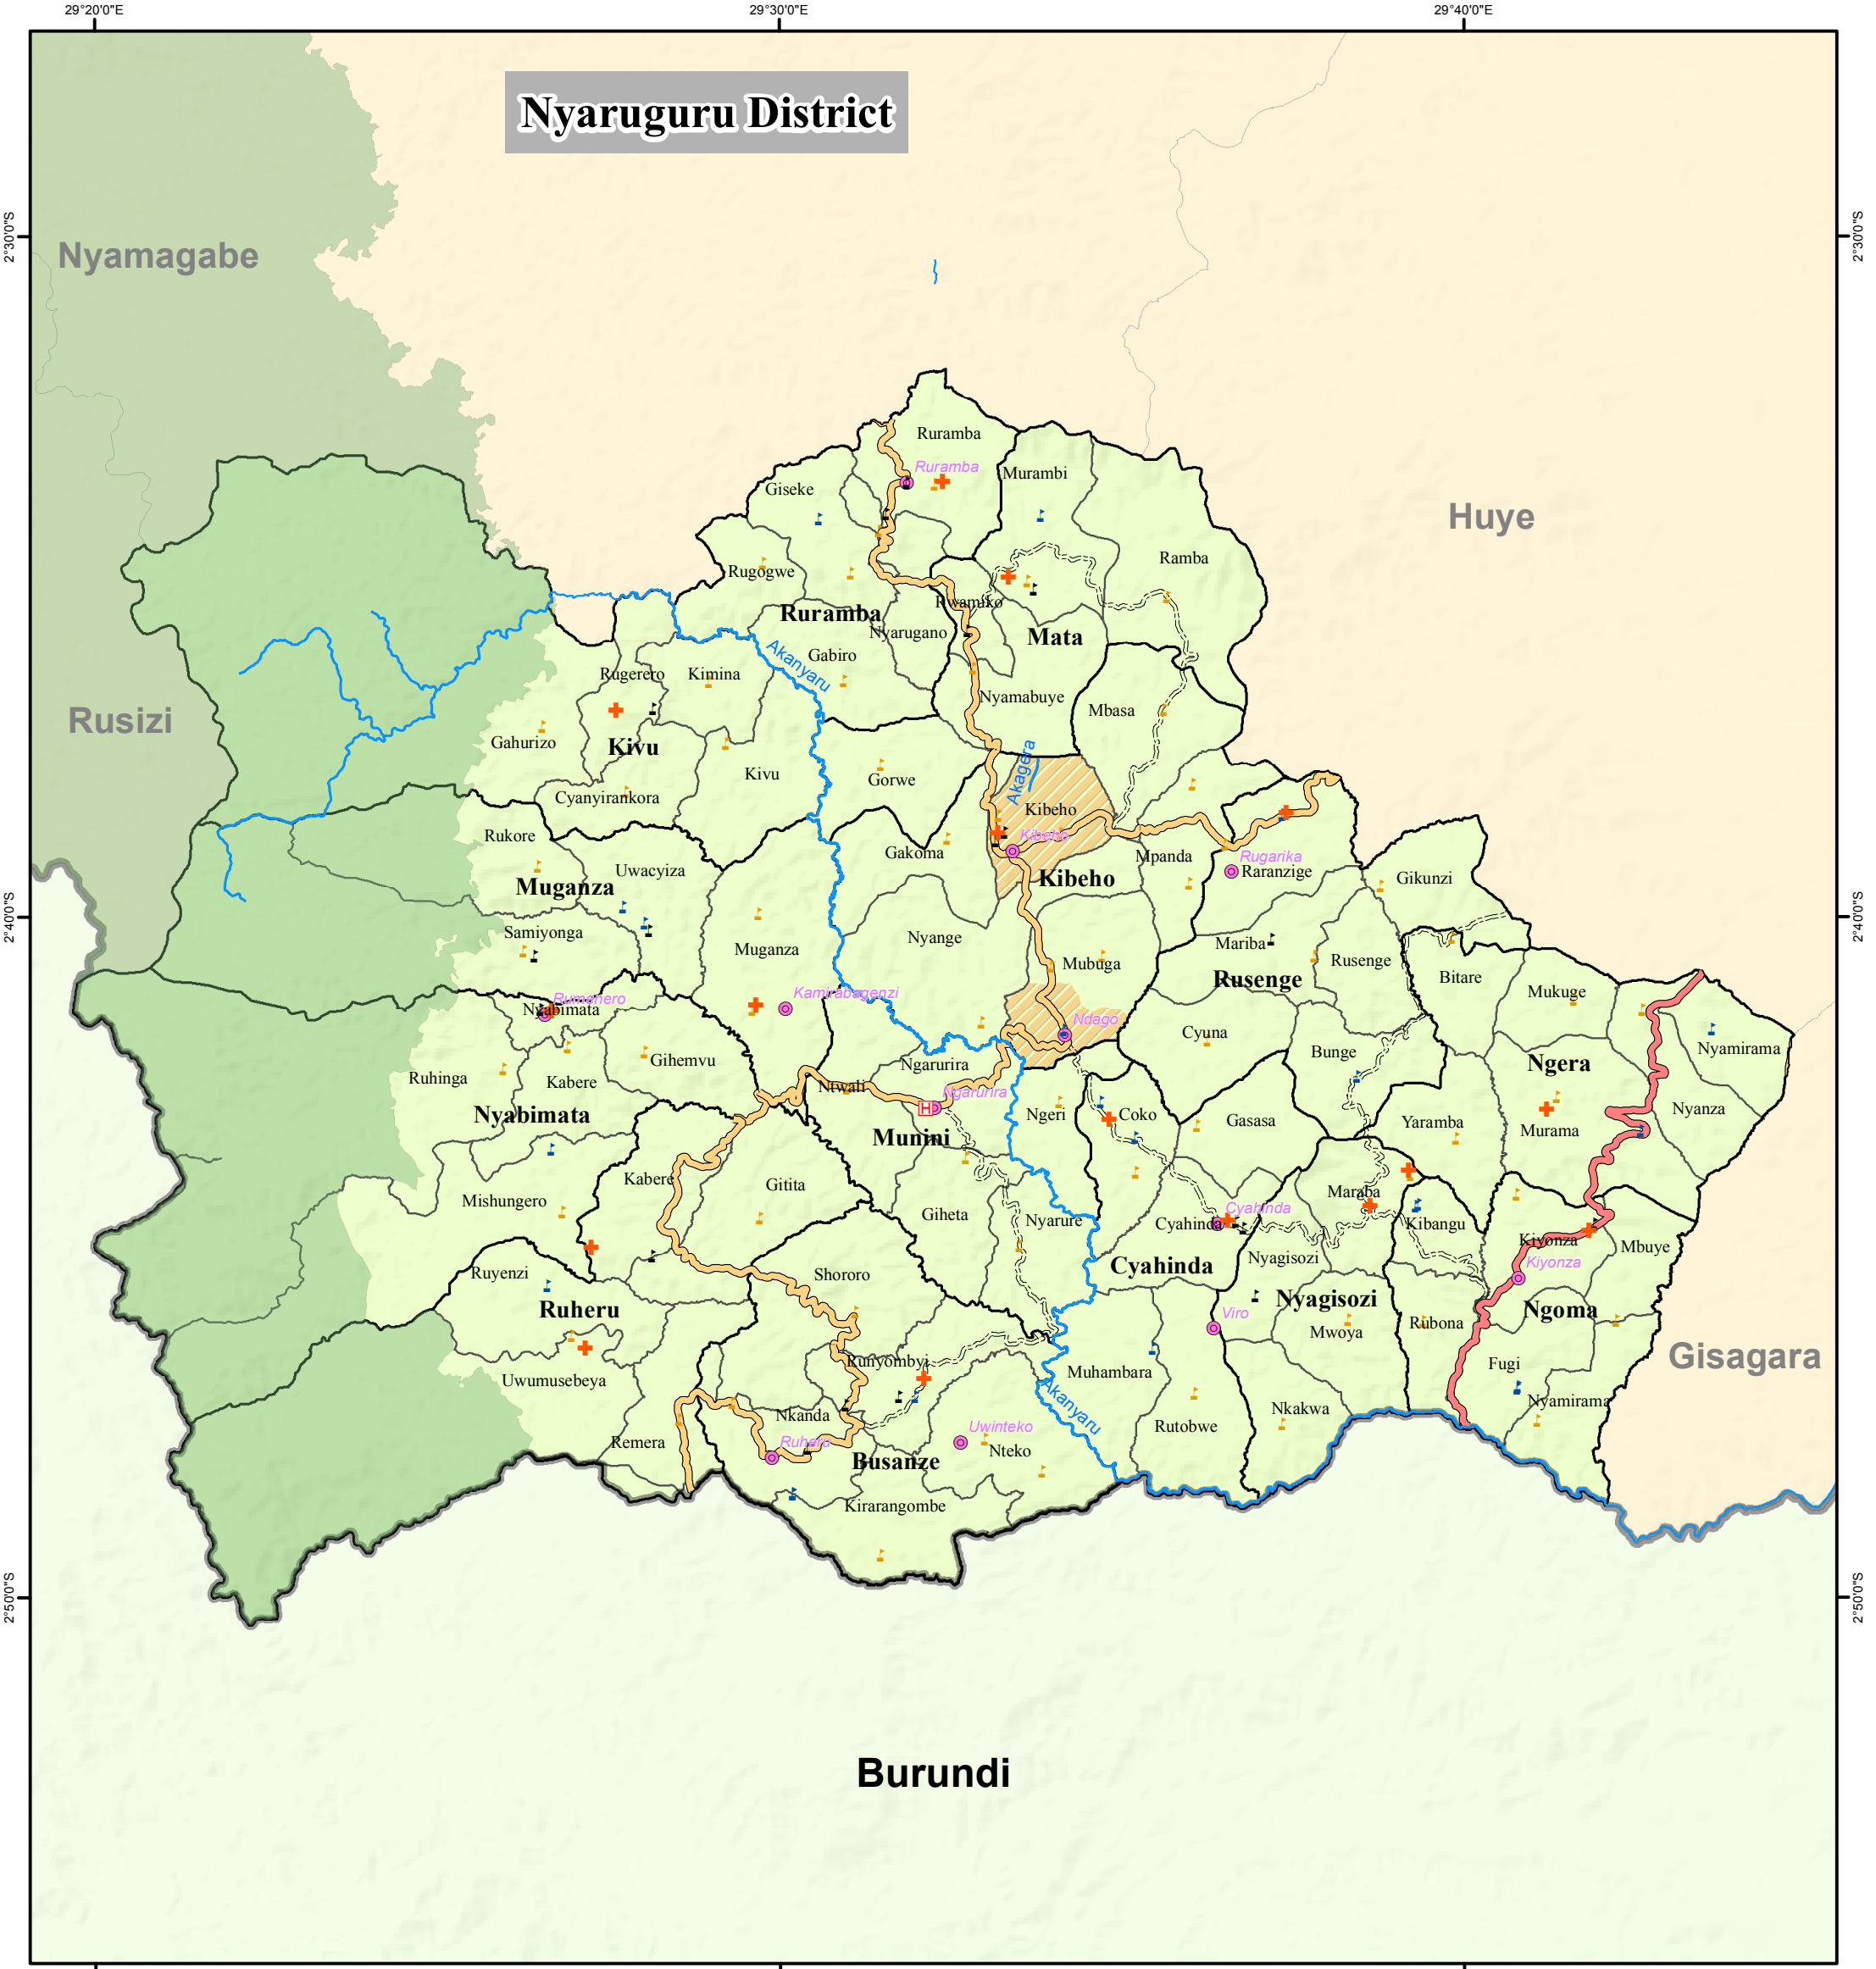 29°20'0"E
29°30'0"E
29°40'0"E
Nyaruguru District
2°30'0"S
2°30'0"S
Nyamagabe
Ruramba
Ruramba
Murambi
Giseke
Huye
Ramba
Rugogwe
Rwamiko
Ruramba
Nyarugano
Mata
Akanyaru
Gabiro
Rugerero
Kimina
Nyamabuye
Mbasa
Rusizi
Gahurizo
Kivu
Kivu
Gorwe
Akagera
Cyanyirankora
Kibeho
Rukore
Kibeho
Gakoma
Mpanda
Rugarika
Uwacyiza
Raranzige
Muganza
Kibeho
Gikunzi
2°40'0"S
2°40'0"S
Samiyonga
Nyange
Muganza
Mariba
Rusenge
Mubuga
Rusenge
Bitare
Mukuge
Kamirabagenzi
Rumenero
Nyabimata
Ndago
Cyuna
Bunge
Nyamirama
Gihemvu
Ngarurira
Ngera
Ruhinga
Kabere
Ntwali
Ngarurira
Nyabimata
Ngeri
Coko
Gasasa
Yaramba
Nyanza
Munini
Murama
Kabere
Gitita
Mishungero
Maraba
Giheta
Nyarure
Cyahinda
Cyahinda
Kibangu
Kiyonza
Mbuye
Nyagisozi
Kiyonza
Ruyenzi
Shororo
Cyahinda
Ruheru
Nyagisozi
Ngoma
Viro
Mwoya
Rubona
Gisagara
Runyombyi
Fugi
Uwumusebeya
Muhambara
Akanyaru
Nyamirama
Nkanda
Uwinteko
Nkakwa
Rutobwe
Remera
Ruheru
Nteko
Busanze
Kirarangombe
2°50'0"S
2°50'0"S
Burundi